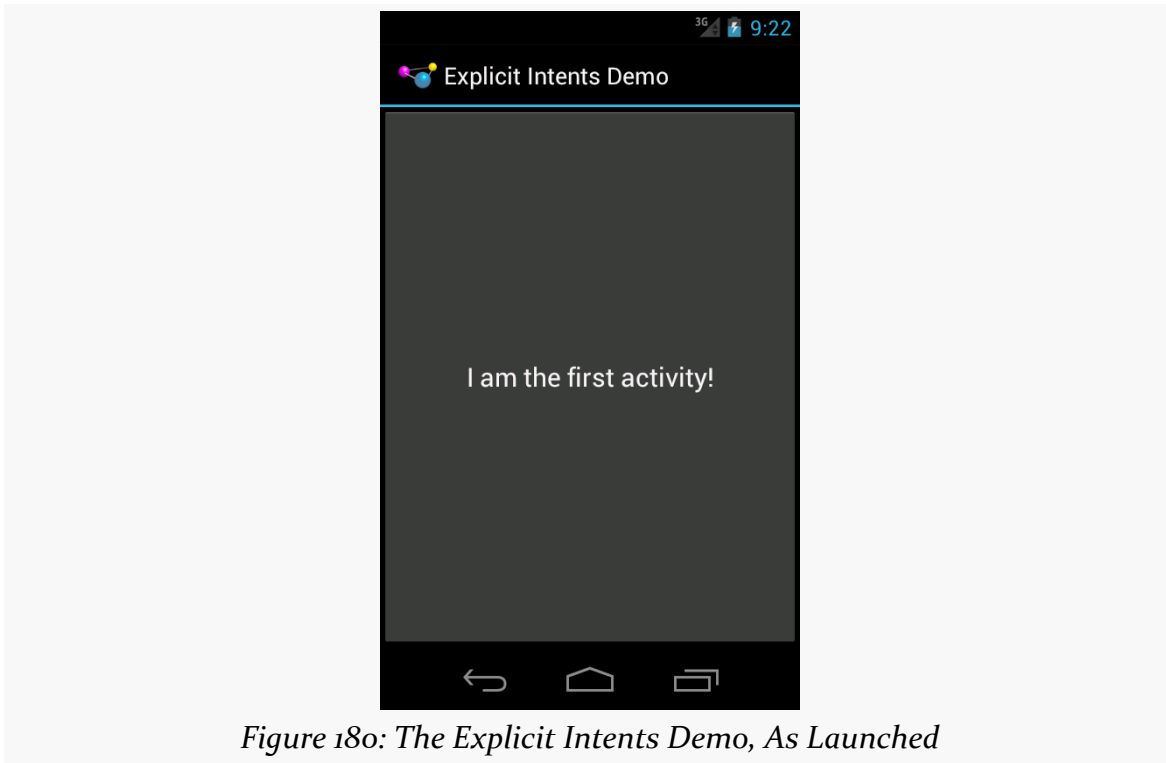 3G 9:22
Explicit Intents Demo
I am the first activity!
Figure 180: The Explicit Intents Demo, As Launched